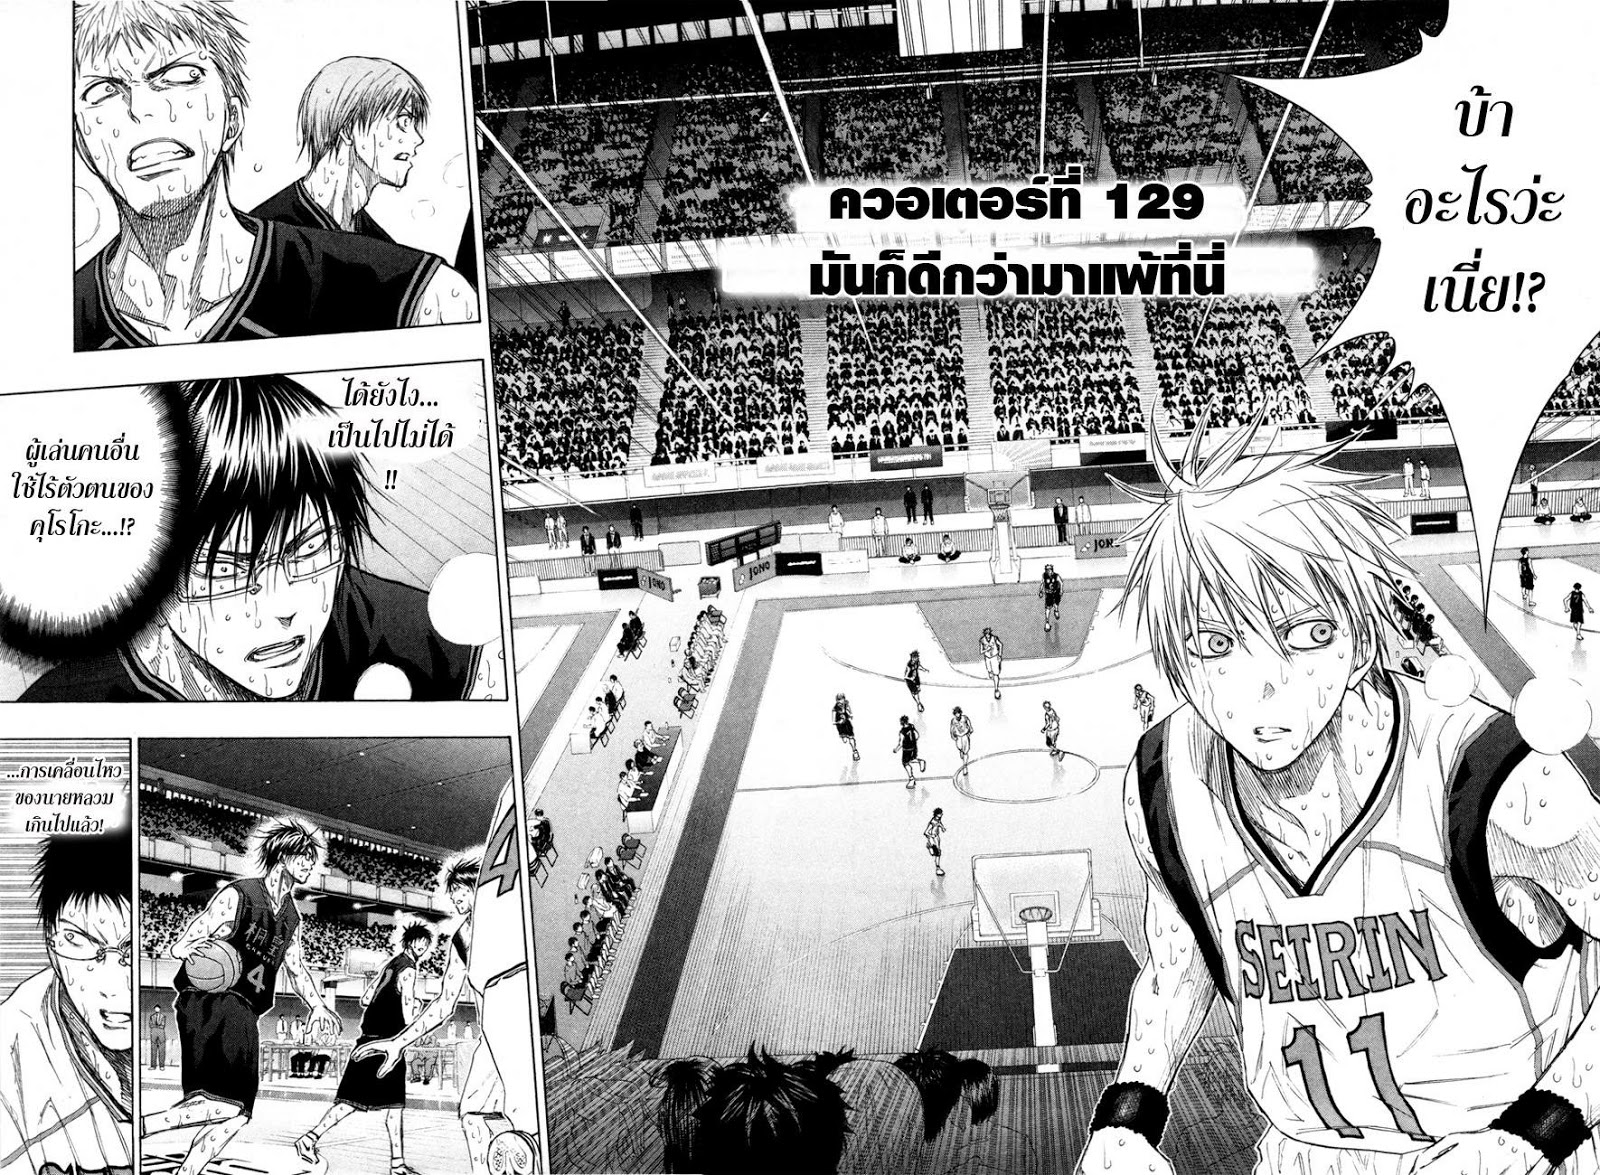 บ้า
อะไรว่ะ
เนี่ย!?
ควอเตอร์ที่ 129
มันก็ดีกว่ามาแพ้ที่นี่
SEIRIN
11
JONO
JONO
ได้ยังไง...
เป็นไปไม่ได้
!!
ผู้เล่นคนอื่น
ใช้ไร้ตัวตนของ
คุโรโกะ...!?
4
桐皇
4
...การเคลื่อนไหว
ของนายหลวม
เกินไปแล้ว!